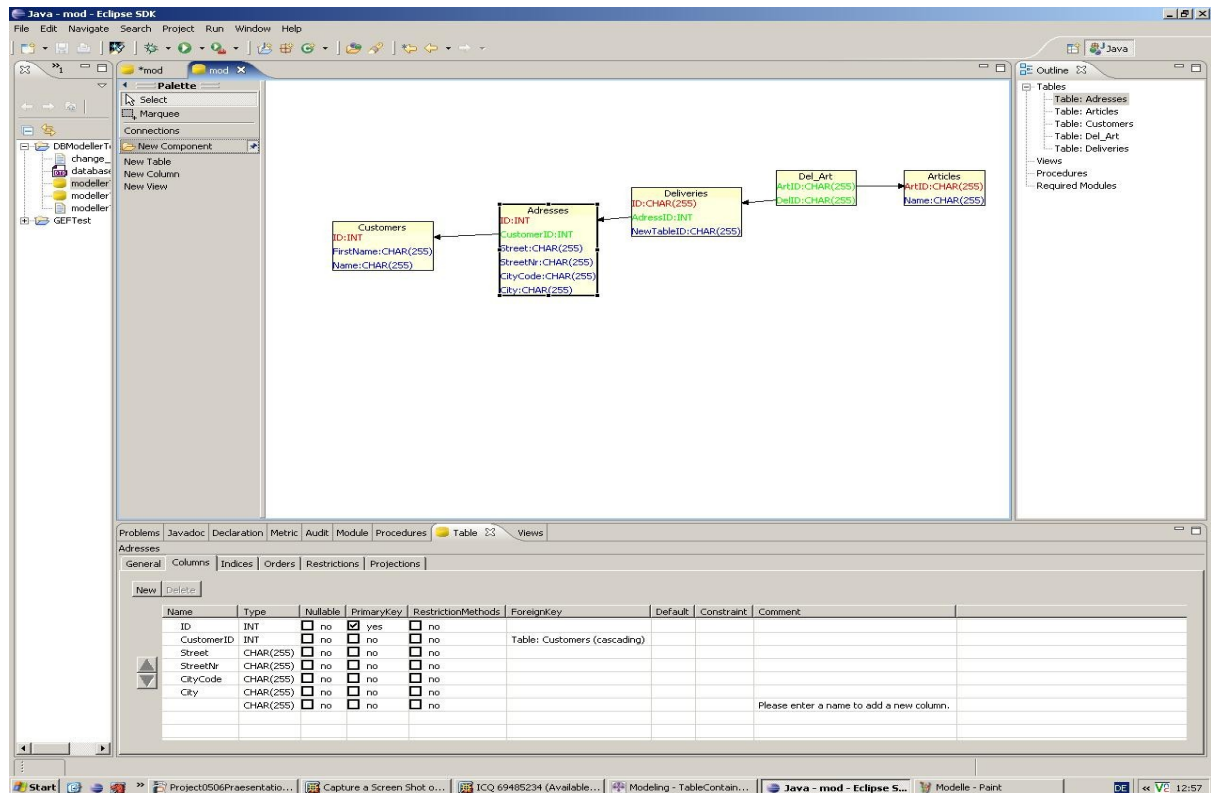 Java - mod - Eclipse SDK
File Edit Navigate Search Project Run Window Help
Java
»1
*mod
mod
Palette
Select
Marquee
Connections
New Component
New Table
New Column
New View
DBModellerTe
change_
database
modeller
modeller
modeller
GEFTest
Customers
ID:INT
FirstName:CHAR(255)
Name:CHAR(255)
Adresses
ID:INT
CustomerID:INT
Street:CHAR(255)
StreetNr:CHAR(255)
CityCode:CHAR(255)
City:CHAR(255)
Deliveries
ID:CHAR(255)
AdressID:INT
NewTableID:CHAR(255)
Del_Art
ArtID:CHAR(255)
DelID:CHAR(255)
Articles
ArtID:CHAR(255)
Name:CHAR(255)
Outline
Tables
Table: Adresses
Table: Articles
Table: Customers
Table: Del_Art
Table: Deliveries
Views
Procedures
Required Modules
Problems Javadoc Declaration Metric Audit Module Procedures Table Views
Adresses
General Columns Indices Orders Restrictions Projections
New Delete
Name Type Nullable PrimaryKey RestrictionMethods ForeignKey Default Constraint Comment
ID INT no yes no
CustomerID INT no no no Table: Customers (cascading)
Street CHAR(255) no no no
StreetNr CHAR(255) no no no
CityCode CHAR(255) no no no
City CHAR(255) no no no
CHAR(255) no no no Please enter a name to add a new column.
Start » Project0506Praesentatio... Capture a Screen Shot o... ICQ 69485234 (Available... Modeling - TableContain... Java - mod - Eclipse S... Modelle - Paint DE « 12:57